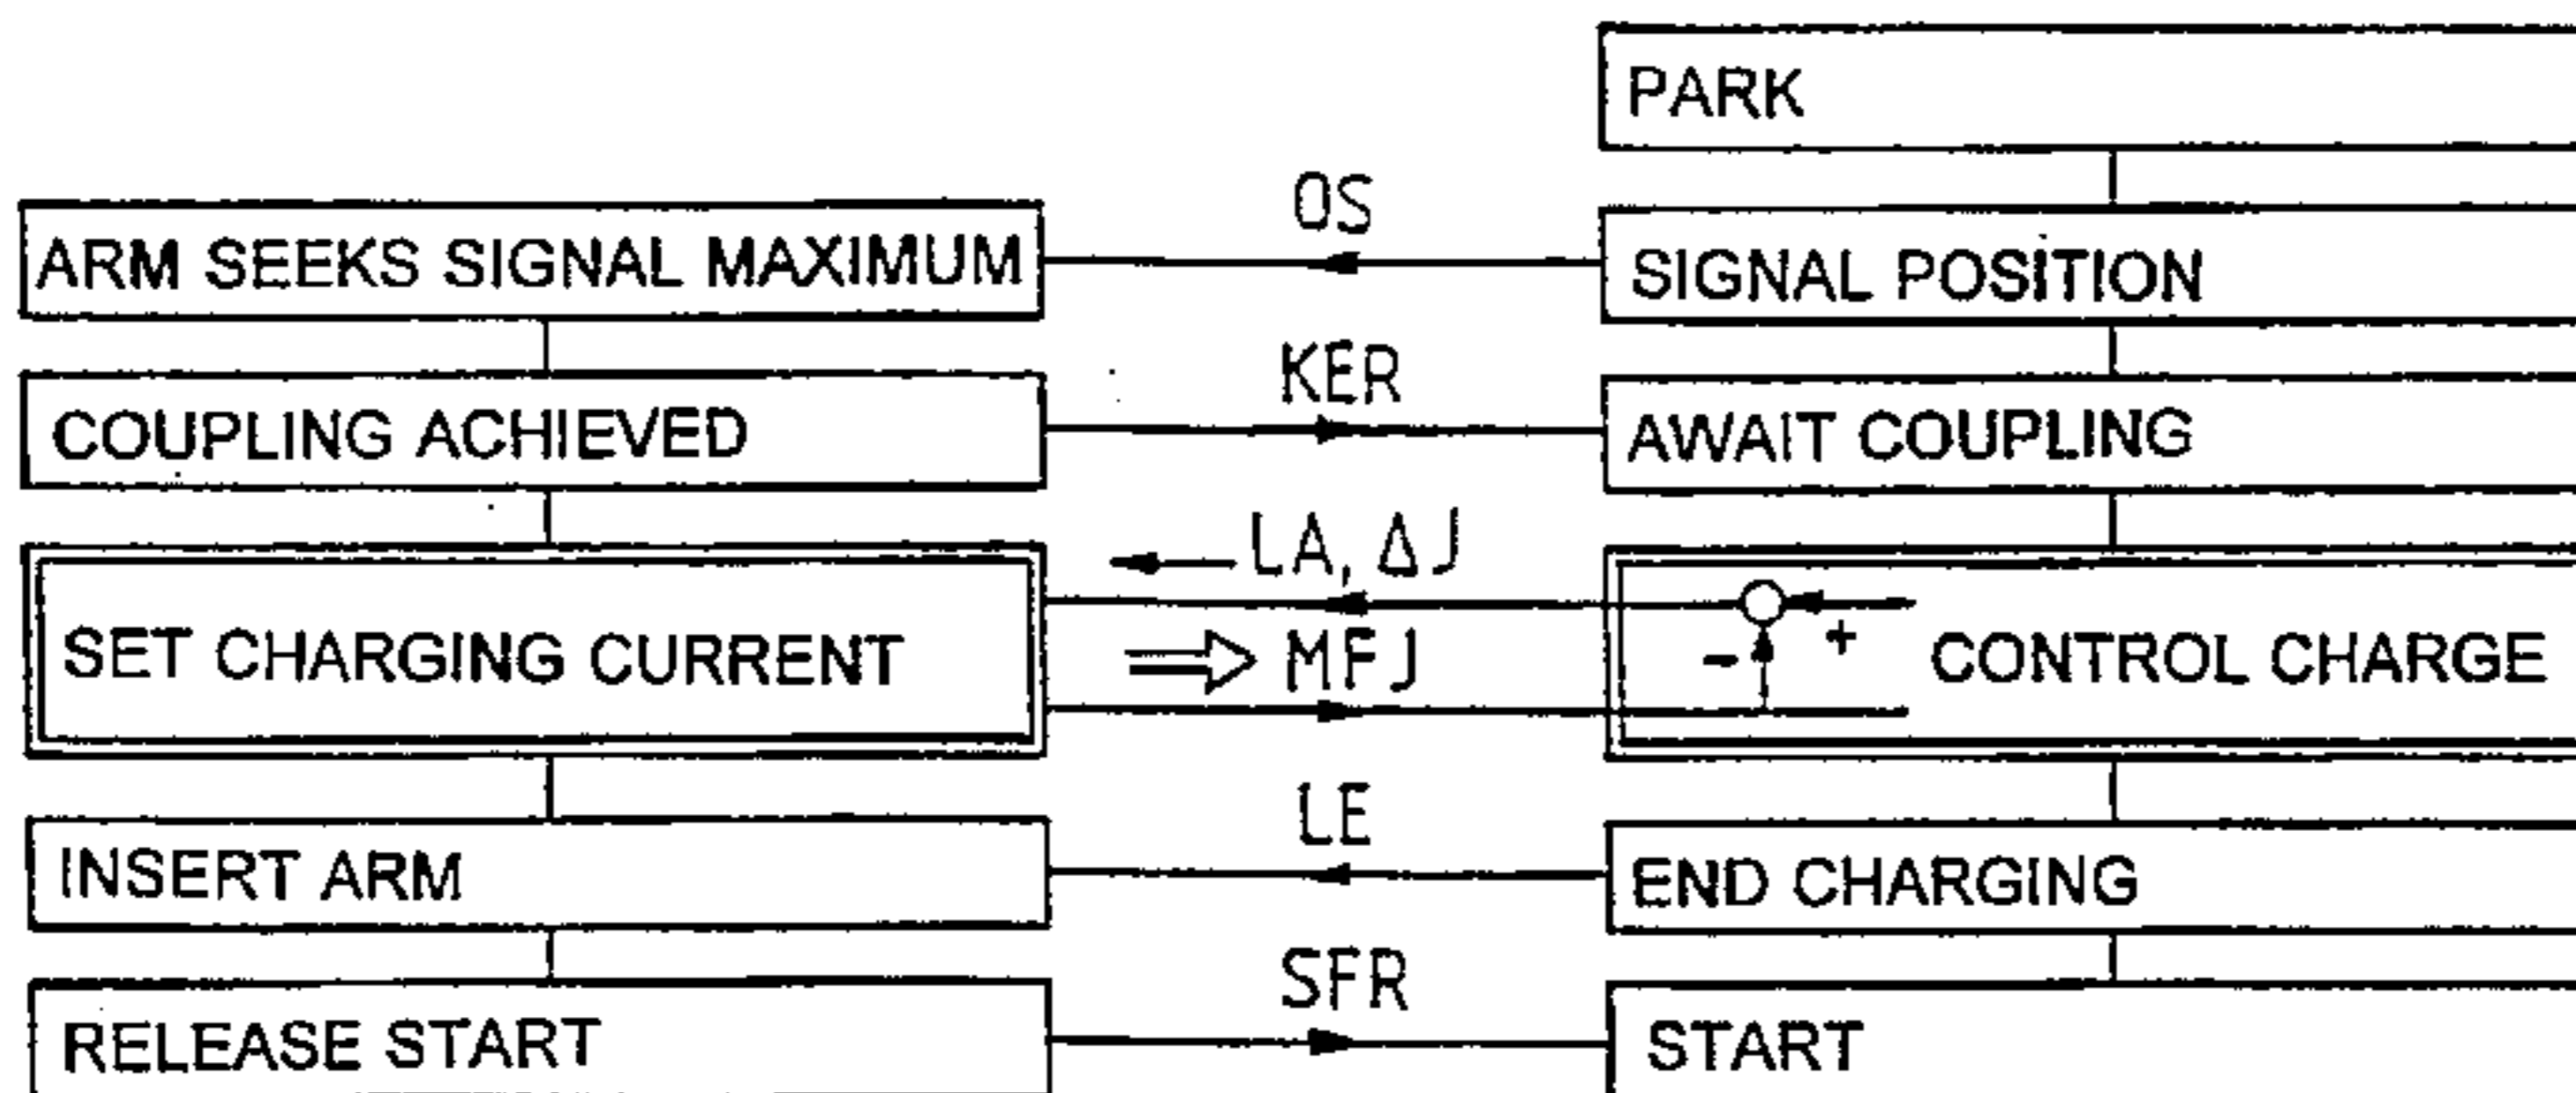 PARK
OS
ARM SEEKS SIGNAL MAXIMUM
SIGNAL POSITION
KER
COUPLING ACHIEVED
AWAIT COUPLING
LA, ΔJ
+
SET CHARGING CURRENT
MFJ
-
CONTROL CHARGE
LE
INSERT ARM
END CHARGING
SFR
RELEASE START
START